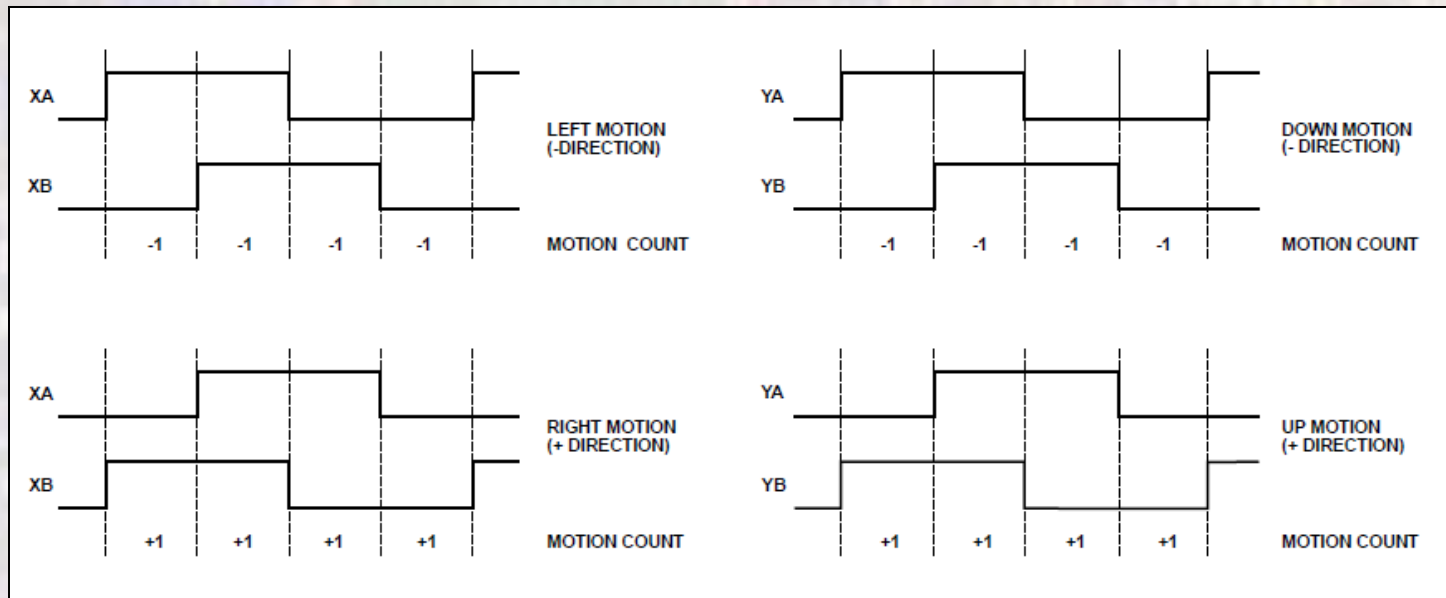 XA
LEFT MOTION
(-DIRECTION)
XB
-1 -1 -1 -1 MOTION COUNT
YA
DOWN MOTION
(- DIRECTION)
YB
-1 -1 -1 -1 MOTION COUNT
XA
RIGHT MOTION
(+ DIRECTION)
XB
+1 +1 +1 +1 MOTION COUNT
YA
UP MOTION
(+ DIRECTION)
YB
+1 +1 +1 +1 MOTION COUNT